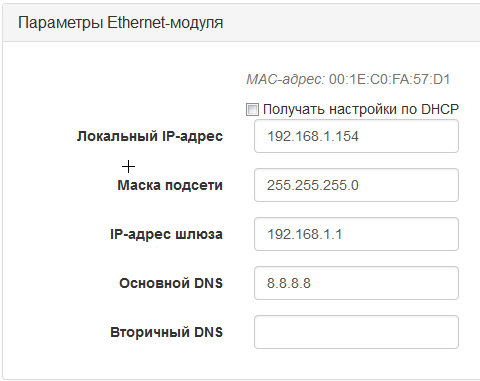 Параметры Ethernet-модуля
MAC-адрес: 00:1E:C0:FA:57:D1
Получать настройки по DHCP
Локальный IP-адрес 192.168.1.154
Маска подсети 255.255.255.0
IP-адрес шлюза 192.168.1.1
Основной DNS 8.8.8.8
Вторичный DNS